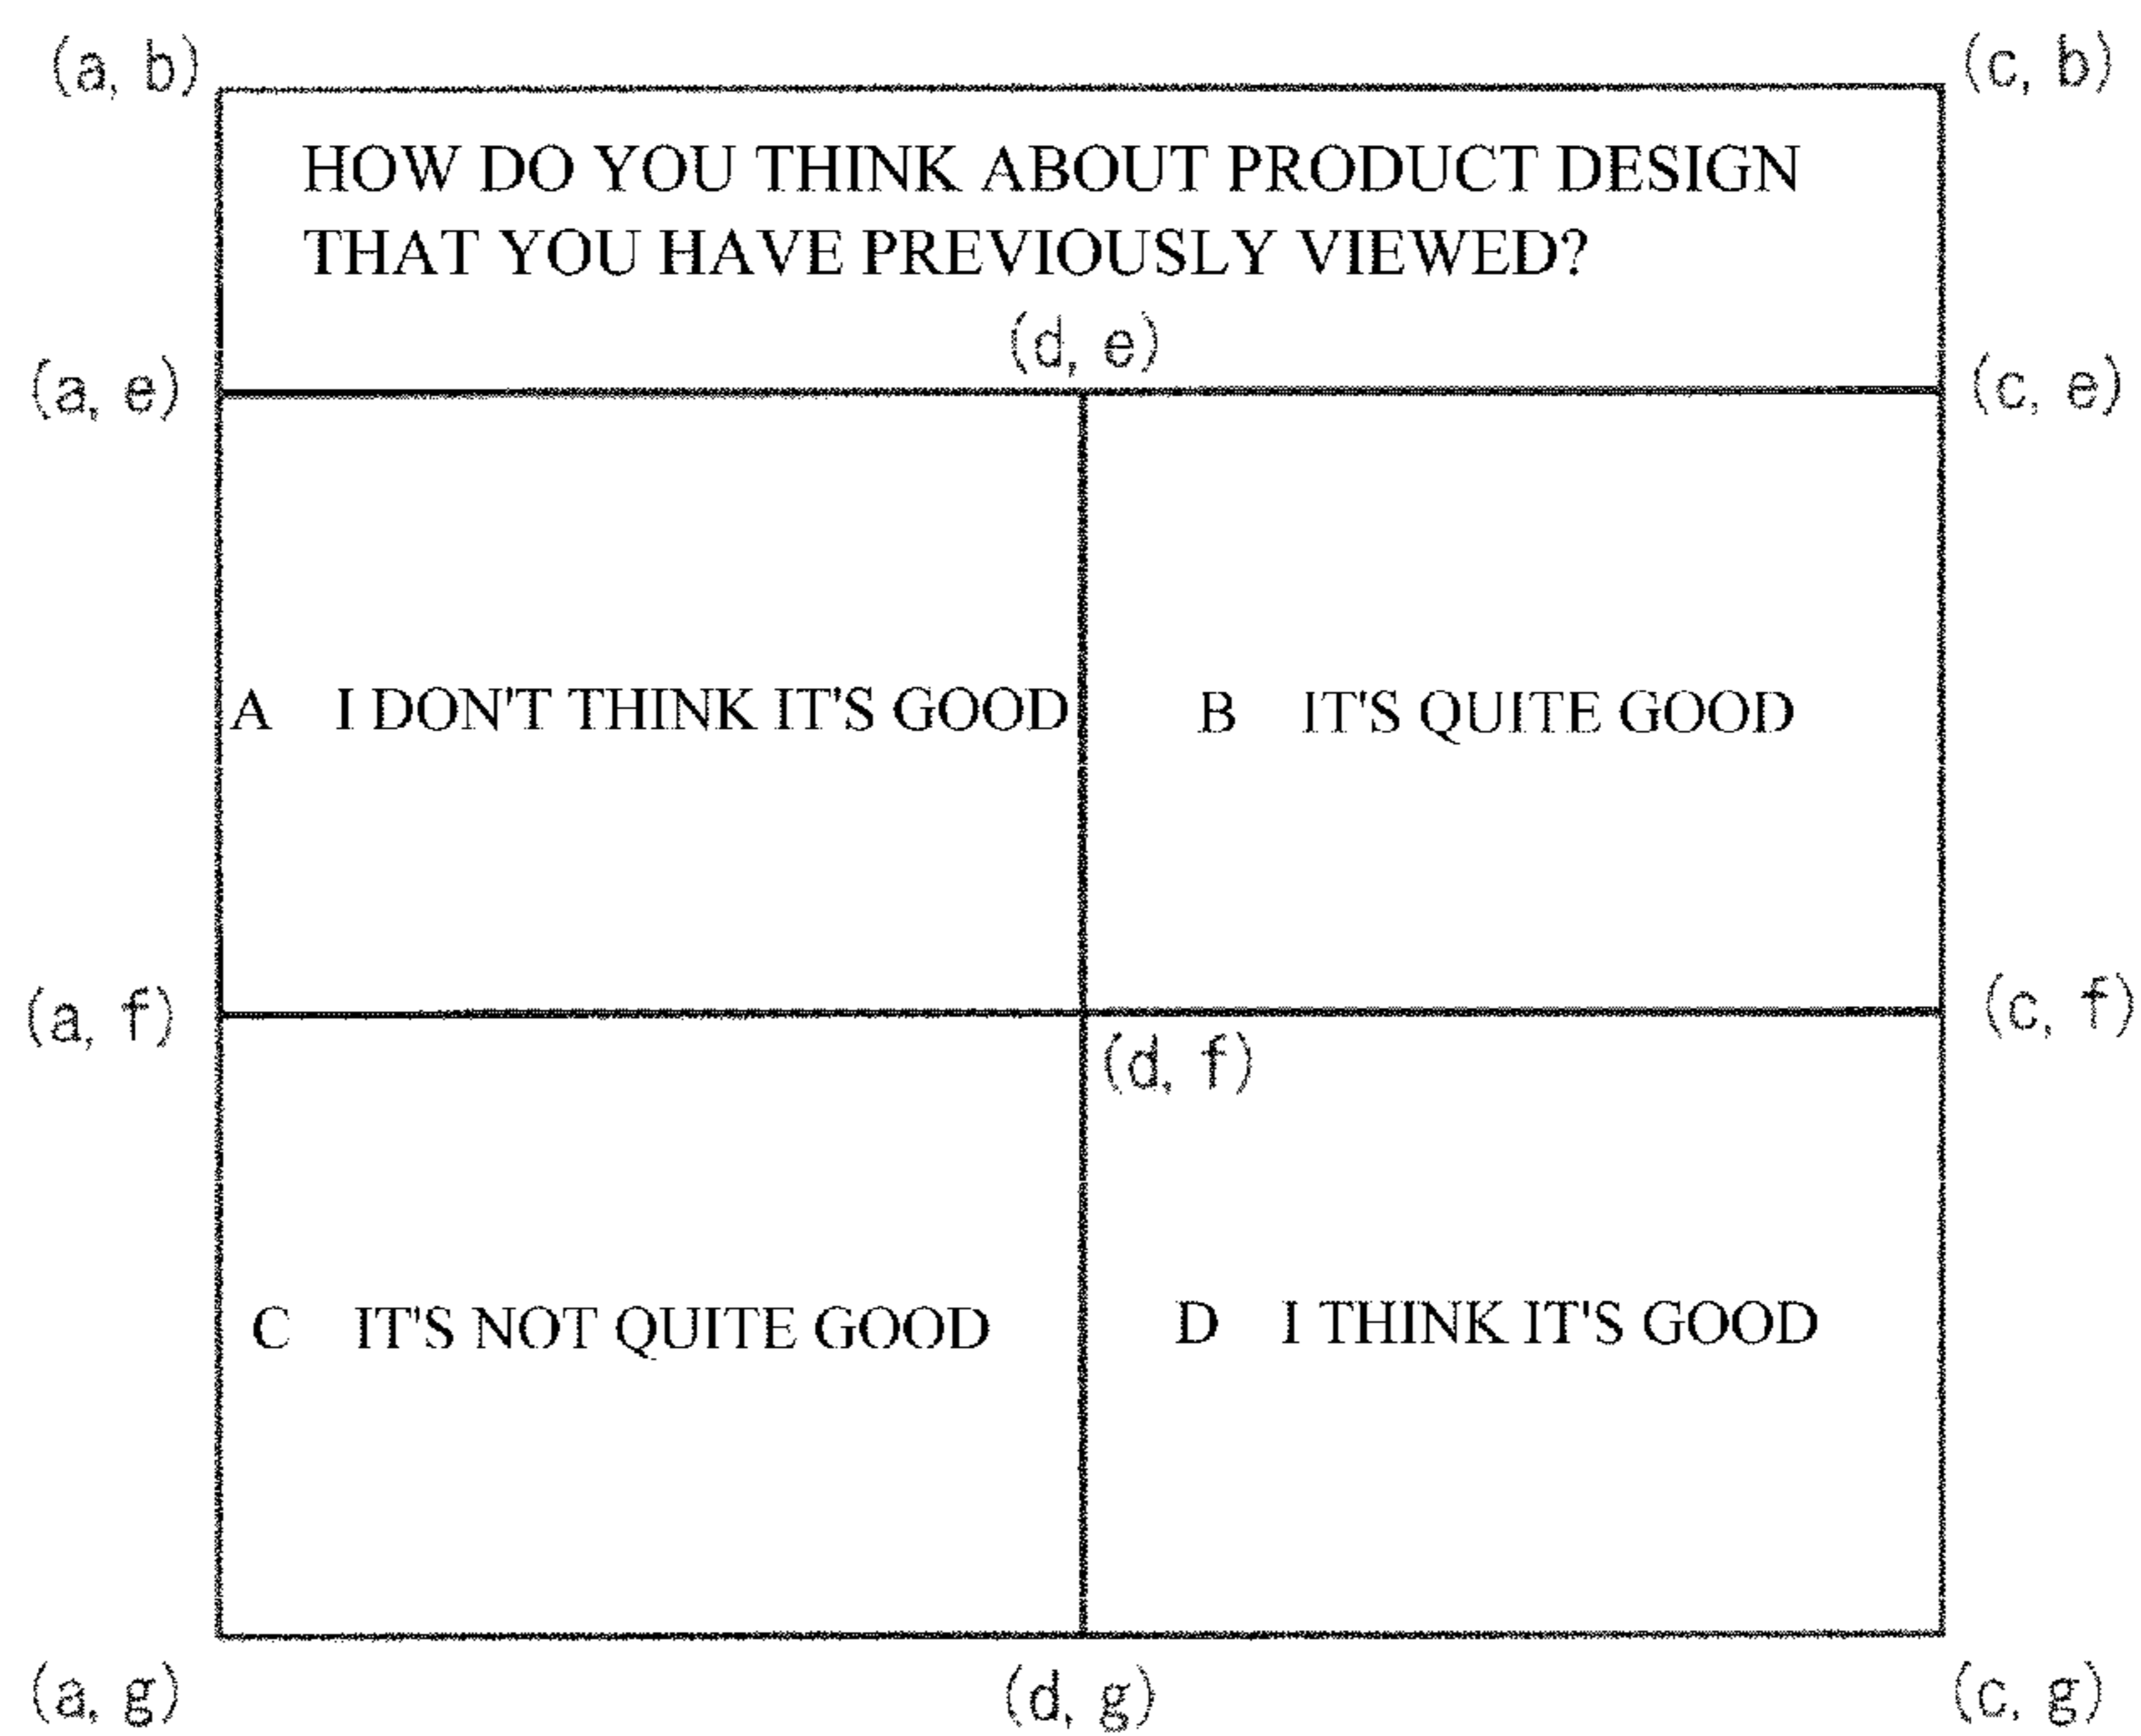 (a, b)
(c, b)
HOW DO YOU THINK ABOUT PRODUCT DESIGN
THAT YOU HAVE PREVIOUSLY VIEWED?
(d, e)
(a, e)
(c, e)
A I DON'T THINK IT'S GOOD
B IT'S QUITE GOOD
(a, f)
(c, f)
(d, f)
C IT'S NOT QUITE GOOD
D I THINK IT'S GOOD
(a, g)
(d, g)
(c, g)